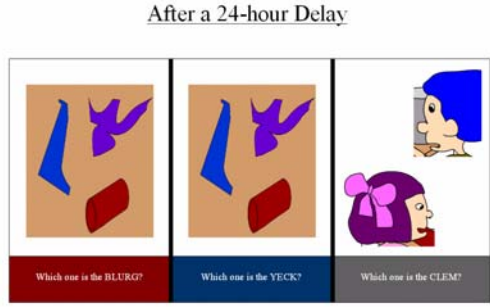 After a 24-hour Delay
Which one is the BLURG?
Which one is the YECK?
Which one is the CLEM?